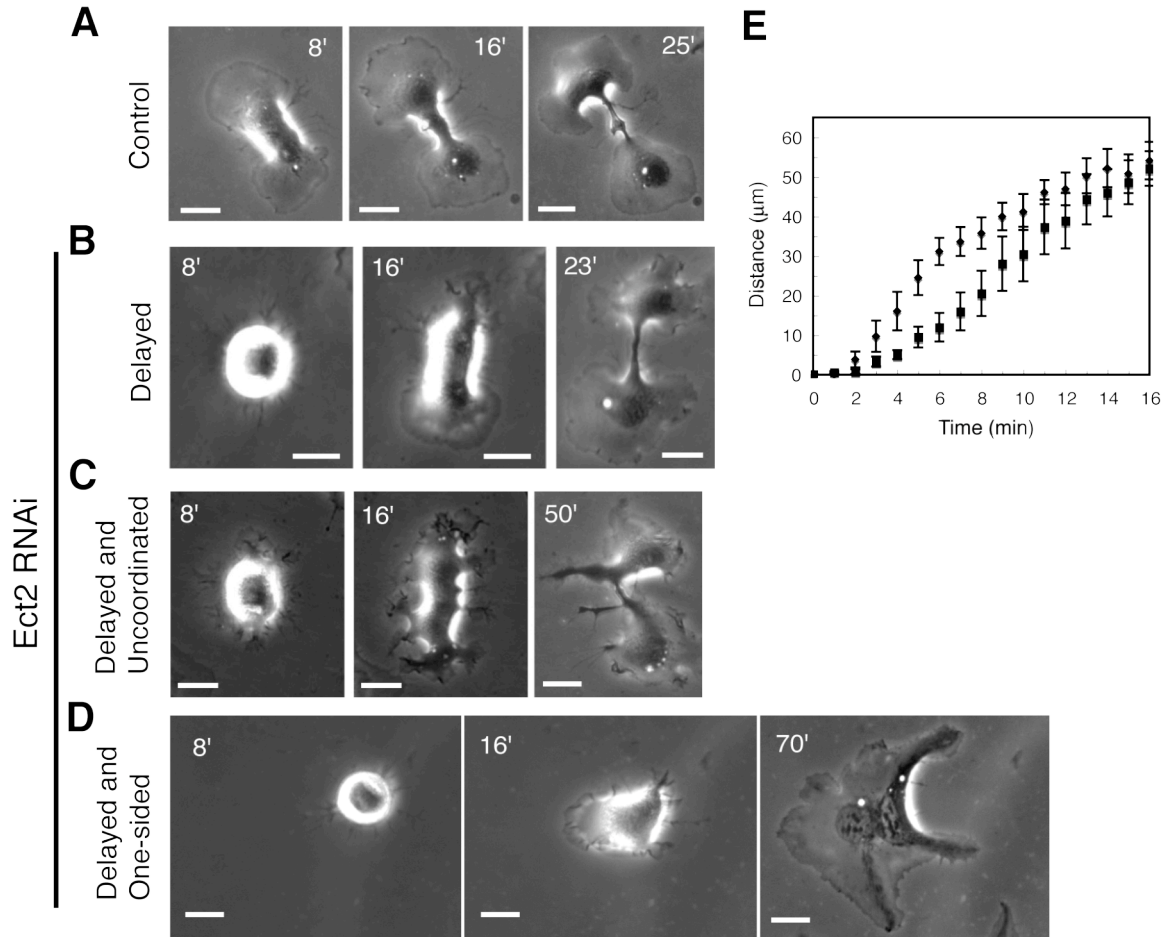 A
Control
8'
16'
25'
Ect2 RNAi
B
Delayed
8'
16'
23'
C
Delayed and
Uncoordinated
8'
16'
50'
D
Delayed and
One-sided
8'
16'
70'
E
Distance (μm)
60
50
40
30
20
10
0
0 2 4 6 8 10 12 14 16
Time (min)